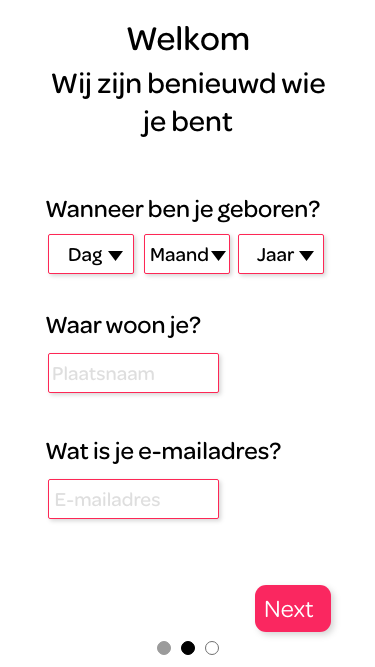 Welkom
Wij zijn benieuwd wie
je bent
Wanneer ben je geboren?
Dag Maand Jaar
Waar woon je?
Plaatsnaam
Wat is je e-mailadres?
E-mailadres
Next